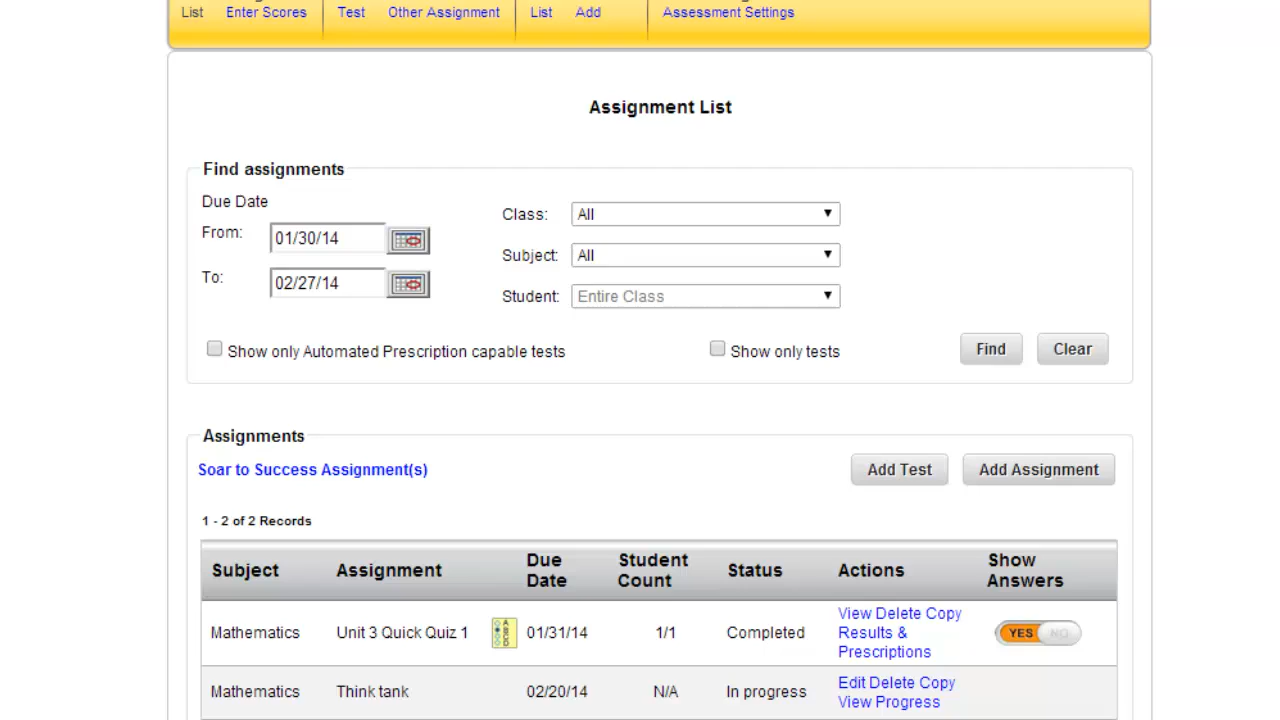 List Enter Scores Test Other Assignment List Add Assessment Settings
Assignment List
Find assignments
Due Date
From: 01/30/14
To: 02/27/14
Class: All
Subject: All
Student: Entire Class
Show only Automated Prescription capable tests Show only tests Find Clear
Assignments
Soar to Success Assignment(s) Add Test Add Assignment
1 - 2 of 2 Records
Subject Assignment Due Date Student Count Status Actions Show Answers
Mathematics Unit 3 Quick Quiz 1 A B C D 01/31/14 1/1 Completed View Delete Copy Results & Prescriptions YES NO
Mathematics Think tank 02/20/14 N/A In progress Edit Delete Copy View Progress